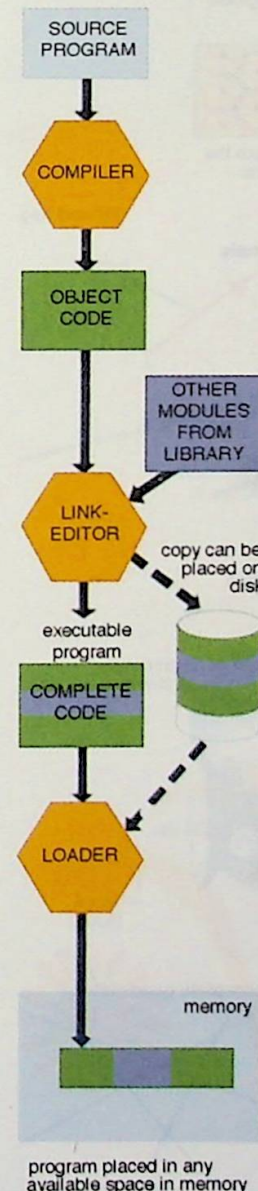 SOURCE
PROGRAM
COMPILER
OBJECT
CODE
OTHER
MODULES
FROM
LIBRARY
LINK-
EDITOR
copy can be
placed on
disk
executable
program
COMPLETE
CODE
LOADER
memory
program placed in any
available space in memory